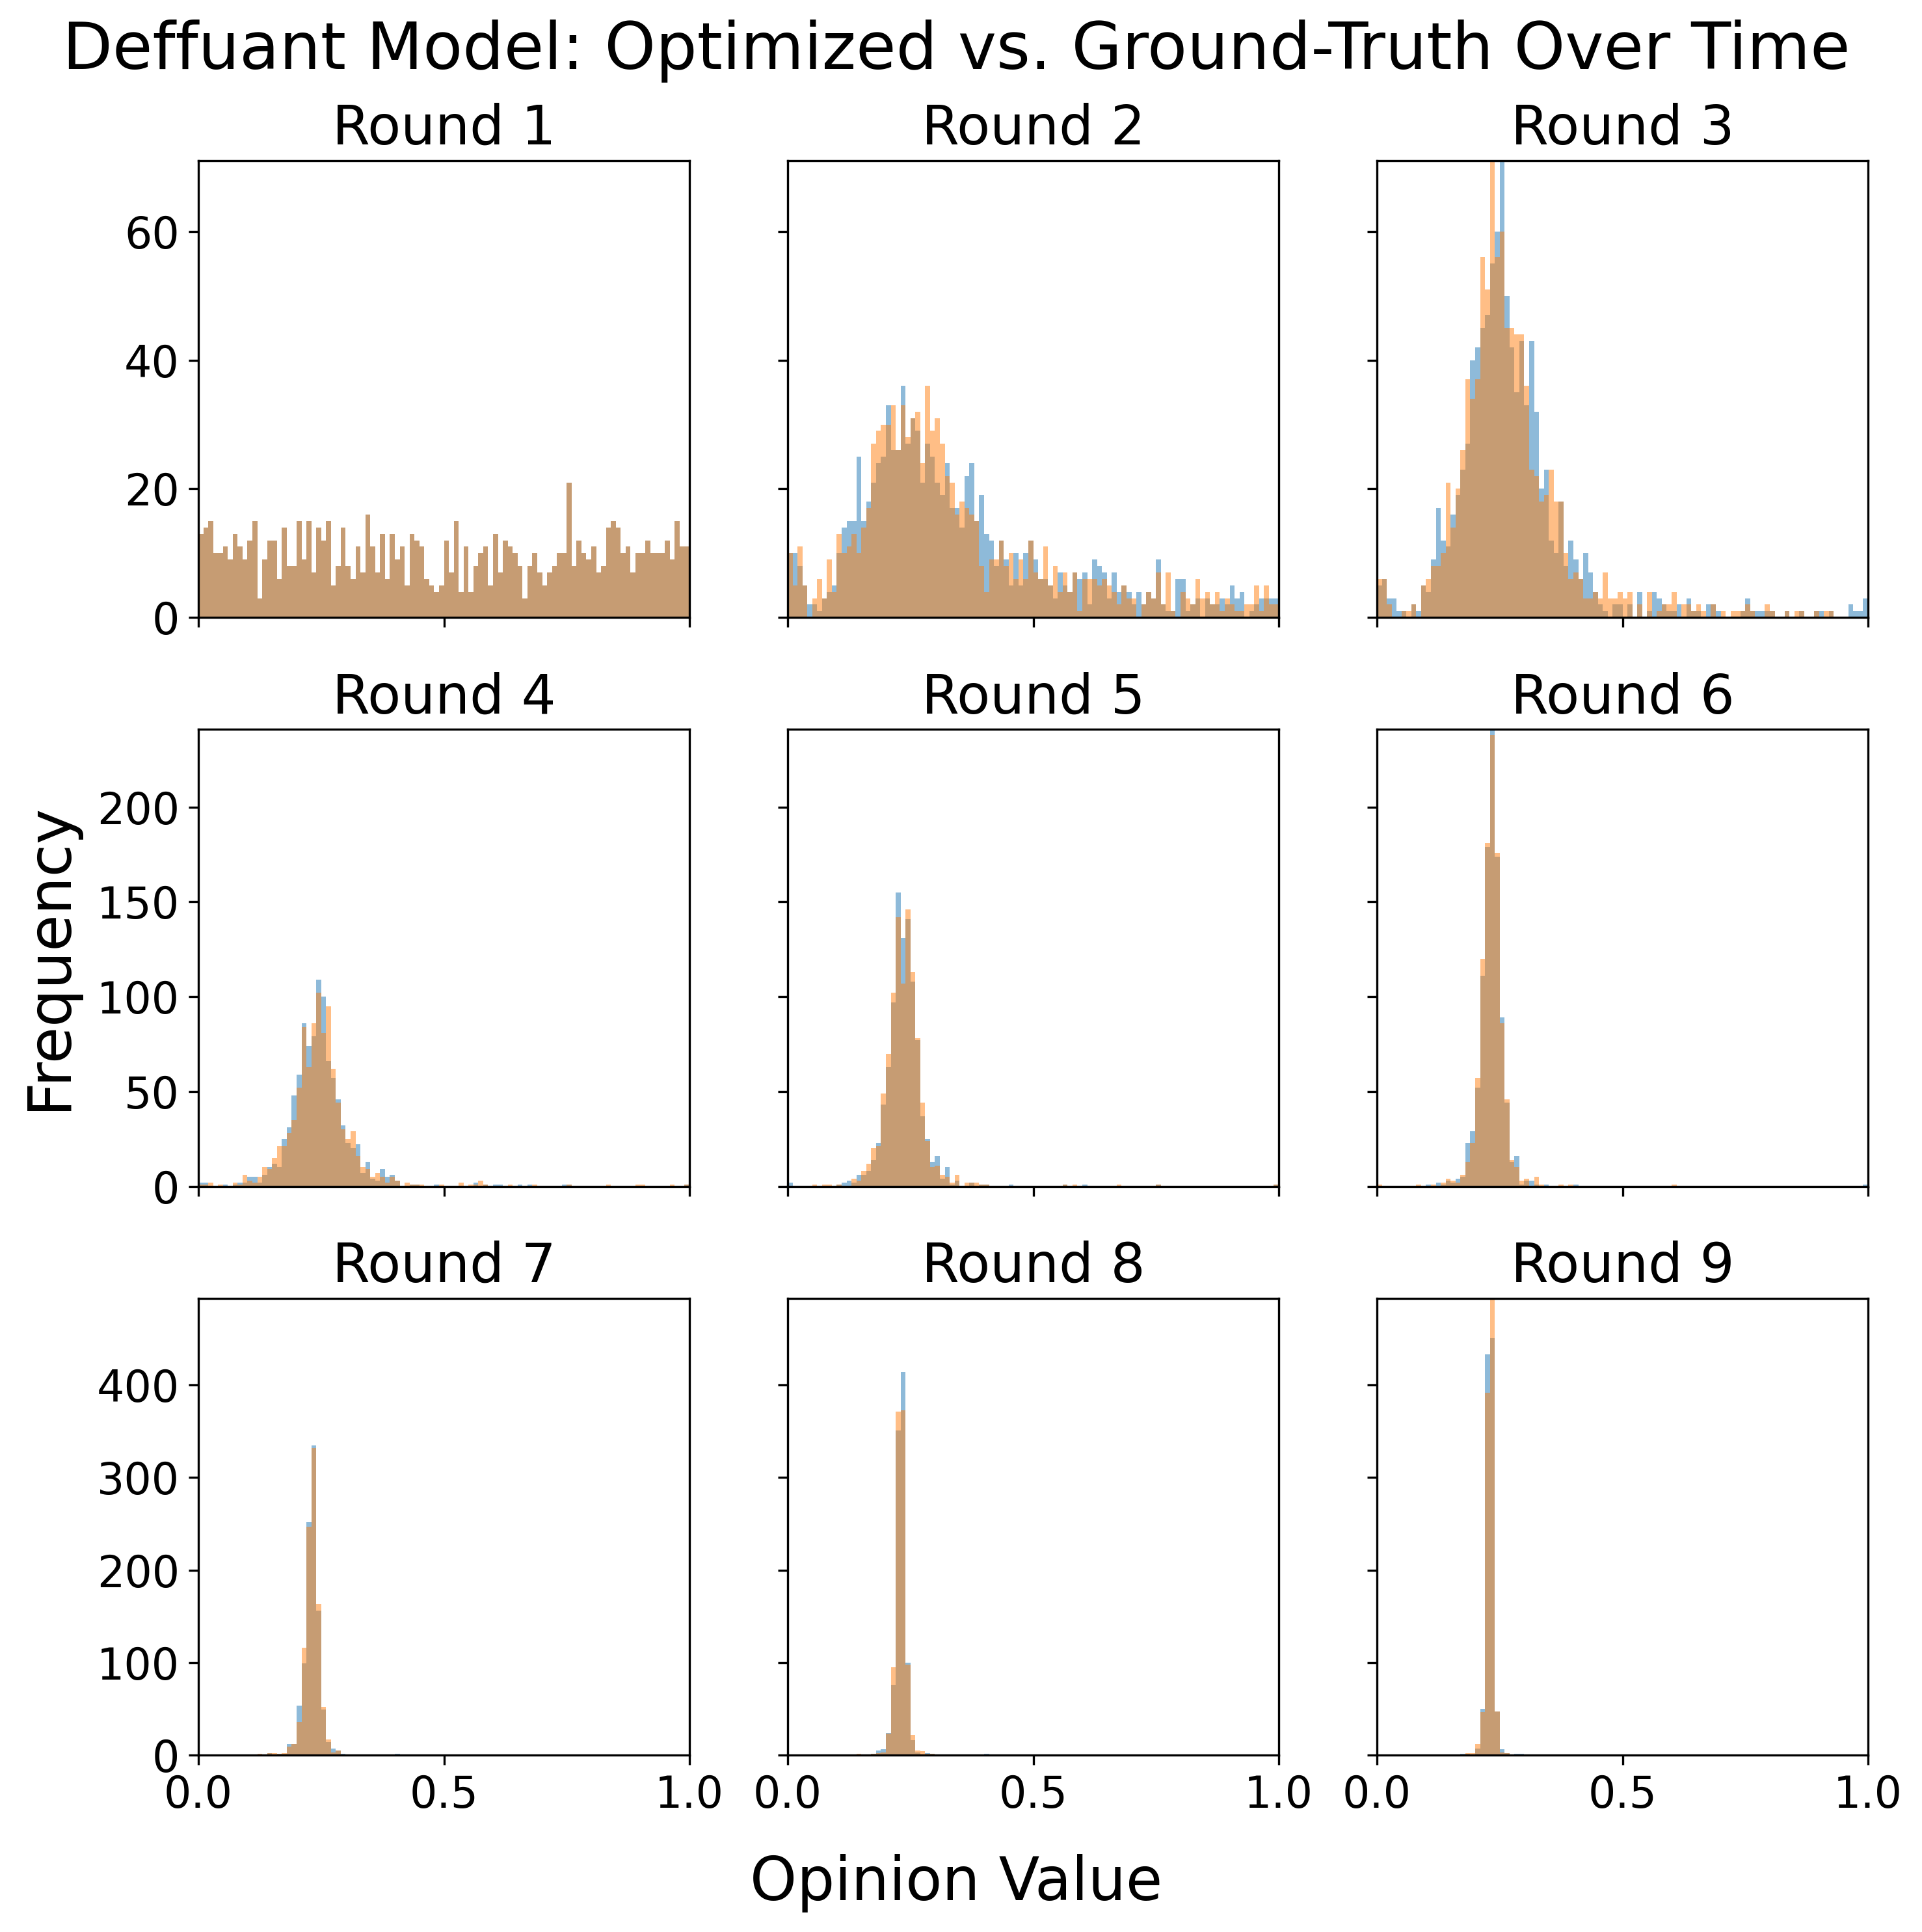 Deffuant Model: Optimized vs. Ground-Truth Over Time
Round 1
Round 2
Round 3
60
40
20
0
Round 4
Round 5
Round 6
Frequency
200
150
100
50
0
Round 7
Round 8
Round 9
400
300
200
100
0
0.0 0.5 1.0 0.0 0.5 1.0 0.0 0.5 1.0
Opinion Value